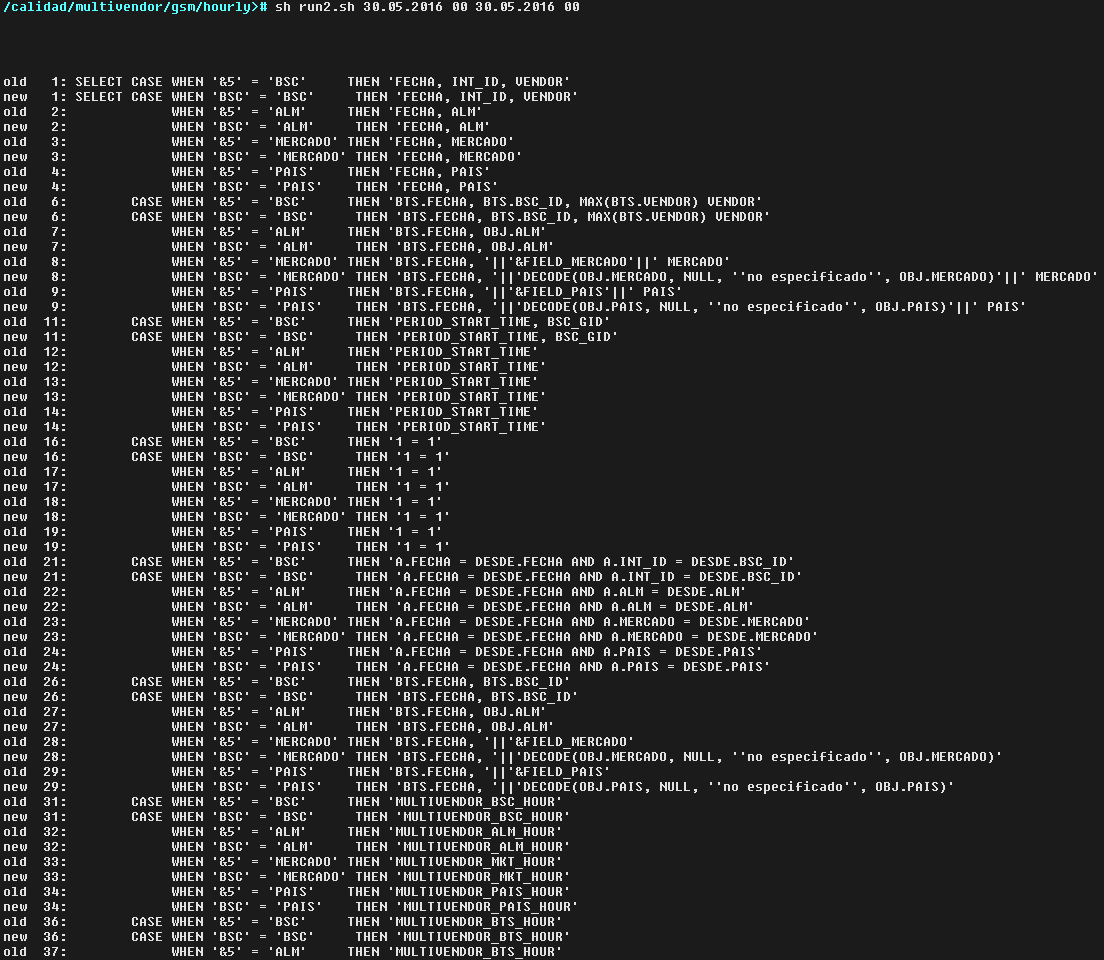 /calidad/multivendor/gsm/hourly># sh run2.sh 30.05.2016 00 30.05.2016 00
old   1: SELECT CASE WHEN '&5' = 'BSC'     THEN 'FECHA, INT_ID, VENDOR'
new   1: SELECT CASE WHEN 'BSC' = 'BSC'     THEN 'FECHA, INT_ID, VENDOR'
old   2:             WHEN '&5' = 'ALM'     THEN 'FECHA, ALM'
new   2:             WHEN 'BSC' = 'ALM'     THEN 'FECHA, ALM'
old   3:             WHEN '&5' = 'MERCADO' THEN 'FECHA, MERCADO'
new   3:             WHEN 'BSC' = 'MERCADO' THEN 'FECHA, MERCADO'
old   4:             WHEN '&5' = 'PAIS'    THEN 'FECHA, PAIS'
new   4:             WHEN 'BSC' = 'PAIS'    THEN 'FECHA, PAIS'
old   6:        CASE WHEN '&5' = 'BSC'     THEN 'BTS.FECHA, BTS.BSC_ID, MAX(BTS.VENDOR) VENDOR'
new   6:        CASE WHEN 'BSC' = 'BSC'     THEN 'BTS.FECHA, BTS.BSC_ID, MAX(BTS.VENDOR) VENDOR'
old   7:             WHEN '&5' = 'ALM'     THEN 'BTS.FECHA, OBJ.ALM'
new   7:             WHEN 'BSC' = 'ALM'     THEN 'BTS.FECHA, OBJ.ALM'
old   8:             WHEN '&5' = 'MERCADO' THEN 'BTS.FECHA, '||'&FIELD_MERCADO'||' MERCADO'
new   8:             WHEN 'BSC' = 'MERCADO' THEN 'BTS.FECHA, '||'DECODE(OBJ.MERCADO, NULL, ''no especificado'', OBJ.MERCADO)'||' MERCADO'
old   9:             WHEN '&5' = 'PAIS'    THEN 'BTS.FECHA, '||'&FIELD_PAIS'||' PAIS'
new   9:             WHEN 'BSC' = 'PAIS'    THEN 'BTS.FECHA, '||'DECODE(OBJ.PAIS, NULL, ''no especificado'', OBJ.PAIS)'||' PAIS'
old  11:        CASE WHEN '&5' = 'BSC'     THEN 'PERIOD_START_TIME, BSC_GID'
new  11:        CASE WHEN 'BSC' = 'BSC'     THEN 'PERIOD_START_TIME, BSC_GID'
old  12:             WHEN '&5' = 'ALM'     THEN 'PERIOD_START_TIME'
new  12:             WHEN 'BSC' = 'ALM'     THEN 'PERIOD_START_TIME'
old  13:             WHEN '&5' = 'MERCADO' THEN 'PERIOD_START_TIME'
new  13:             WHEN 'BSC' = 'MERCADO' THEN 'PERIOD_START_TIME'
old  14:             WHEN '&5' = 'PAIS'    THEN 'PERIOD_START_TIME'
new  14:             WHEN 'BSC' = 'PAIS'    THEN 'PERIOD_START_TIME'
old  16:        CASE WHEN '&5' = 'BSC'     THEN '1 = 1'
new  16:        CASE WHEN 'BSC' = 'BSC'     THEN '1 = 1'
old  17:             WHEN '&5' = 'ALM'     THEN '1 = 1'
new  17:             WHEN 'BSC' = 'ALM'     THEN '1 = 1'
old  18:             WHEN '&5' = 'MERCADO' THEN '1 = 1'
new  18:             WHEN 'BSC' = 'MERCADO' THEN '1 = 1'
old  19:             WHEN '&5' = 'PAIS'    THEN '1 = 1'
new  19:             WHEN 'BSC' = 'PAIS'    THEN '1 = 1'
old  21:        CASE WHEN '&5' = 'BSC'     THEN 'A.FECHA = DESDE.FECHA AND A.INT_ID = DESDE.BSC_ID'
new  21:        CASE WHEN 'BSC' = 'BSC'     THEN 'A.FECHA = DESDE.FECHA AND A.INT_ID = DESDE.BSC_ID'
old  22:             WHEN '&5' = 'ALM'     THEN 'A.FECHA = DESDE.FECHA AND A.ALM = DESDE.ALM'
new  22:             WHEN 'BSC' = 'ALM'     THEN 'A.FECHA = DESDE.FECHA AND A.ALM = DESDE.ALM'
old  23:             WHEN '&5' = 'MERCADO' THEN 'A.FECHA = DESDE.FECHA AND A.MERCADO = DESDE.MERCADO'
new  23:             WHEN 'BSC' = 'MERCADO' THEN 'A.FECHA = DESDE.FECHA AND A.MERCADO = DESDE.MERCADO'
old  24:             WHEN '&5' = 'PAIS'    THEN 'A.FECHA = DESDE.FECHA AND A.PAIS = DESDE.PAIS'
new  24:             WHEN 'BSC' = 'PAIS'    THEN 'A.FECHA = DESDE.FECHA AND A.PAIS = DESDE.PAIS'
old  26:        CASE WHEN '&5' = 'BSC'     THEN 'BTS.FECHA, BTS.BSC_ID'
new  26:        CASE WHEN 'BSC' = 'BSC'     THEN 'BTS.FECHA, BTS.BSC_ID'
old  27:             WHEN '&5' = 'ALM'     THEN 'BTS.FECHA, OBJ.ALM'
new  27:             WHEN 'BSC' = 'ALM'     THEN 'BTS.FECHA, OBJ.ALM'
old  28:             WHEN '&5' = 'MERCADO' THEN 'BTS.FECHA, '||'&FIELD_MERCADO'
new  28:             WHEN 'BSC' = 'MERCADO' THEN 'BTS.FECHA, '||'DECODE(OBJ.MERCADO, NULL, ''no especificado'', OBJ.MERCADO)'
old  29:             WHEN '&5' = 'PAIS'    THEN 'BTS.FECHA, '||'&FIELD_PAIS'
new  29:             WHEN 'BSC' = 'PAIS'    THEN 'BTS.FECHA, '||'DECODE(OBJ.PAIS, NULL, ''no especificado'', OBJ.PAIS)'
old  31:        CASE WHEN '&5' = 'BSC'     THEN 'MULTIVENDOR_BSC_HOUR'
new  31:        CASE WHEN 'BSC' = 'BSC'     THEN 'MULTIVENDOR_BSC_HOUR'
old  32:             WHEN '&5' = 'ALM'     THEN 'MULTIVENDOR_ALM_HOUR'
new  32:             WHEN 'BSC' = 'ALM'     THEN 'MULTIVENDOR_ALM_HOUR'
old  33:             WHEN '&5' = 'MERCADO' THEN 'MULTIVENDOR_MKT_HOUR'
new  33:             WHEN 'BSC' = 'MERCADO' THEN 'MULTIVENDOR_MKT_HOUR'
old  34:             WHEN '&5' = 'PAIS'    THEN 'MULTIVENDOR_PAIS_HOUR'
new  34:             WHEN 'BSC' = 'PAIS'    THEN 'MULTIVENDOR_PAIS_HOUR'
old  36:        CASE WHEN '&5' = 'BSC'     THEN 'MULTIVENDOR_BTS_HOUR'
new  36:        CASE WHEN 'BSC' = 'BSC'     THEN 'MULTIVENDOR_BTS_HOUR'
old  37:             WHEN '&5' = 'ALM'     THEN 'MULTIVENDOR_BTS_HOUR'